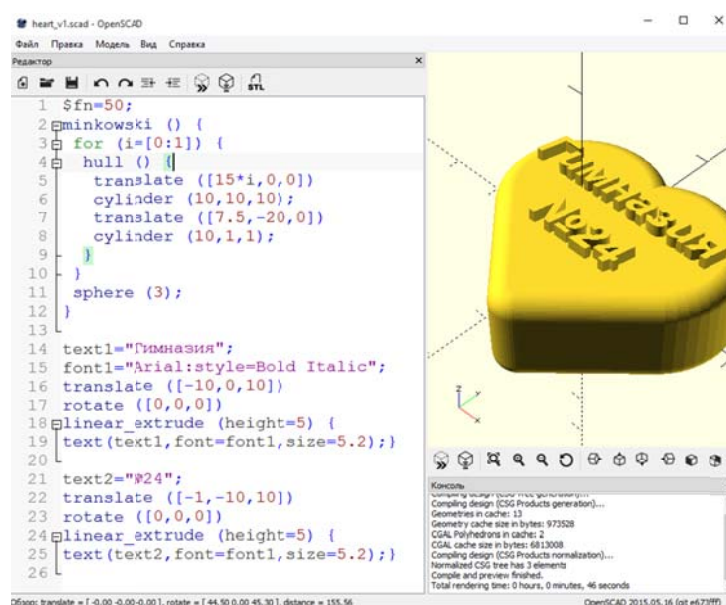 heart_v1.scad - OpenSCAD
Файл Правка Модель Вид Справка
Редактор
STL
1 $fn=50;
2 minkowski () {
3 for (i=[0:1]) {
4 hull () {
5 translate ([15*i,0,0])
6 cylinder (10,10,10);
7 translate ([7.5,-20,0])
8 cylinder (10,1,1);
9 }
10 }
11 sphere (3);
12 }
13
14 text1="Гимназия";
15 font1="Arial:style=Bold Italic";
16 translate ([-10,0,10])
17 rotate ([0,0,0])
18 linear_extrude (height=5) {
19 text(text1,font=font1,size=5.2);}
20
21 text2="№24";
22 translate ([-1,-10,10])
23 rotate ([0,0,0])
24 linear_extrude (height=5) {
25 text(text2,font=font1,size=5.2);}
26
Гимназия
№24
z
y
x
Консоль
Compiling design (CSG Tree generation)...
Compiling design (CSG Products generation)...
Geometries in cache: 13
Geometry cache size in bytes: 973528
CGAL Polyhedrons in cache: 2
CGAL cache size in bytes: 6813008
Compiling design (CSG Products normalization)...
Normalized CSG tree has 3 elements
Compile and preview finished.
Total rendering time: 0 hours, 0 minutes, 46 seconds
Обзор: translate = [ -0.00 -0.00 -0.00 ], rotate = [ 44.50 0.00 45.30 ], distance = 155.56
OpenSCAD 2015.05.16 (git e673fff)